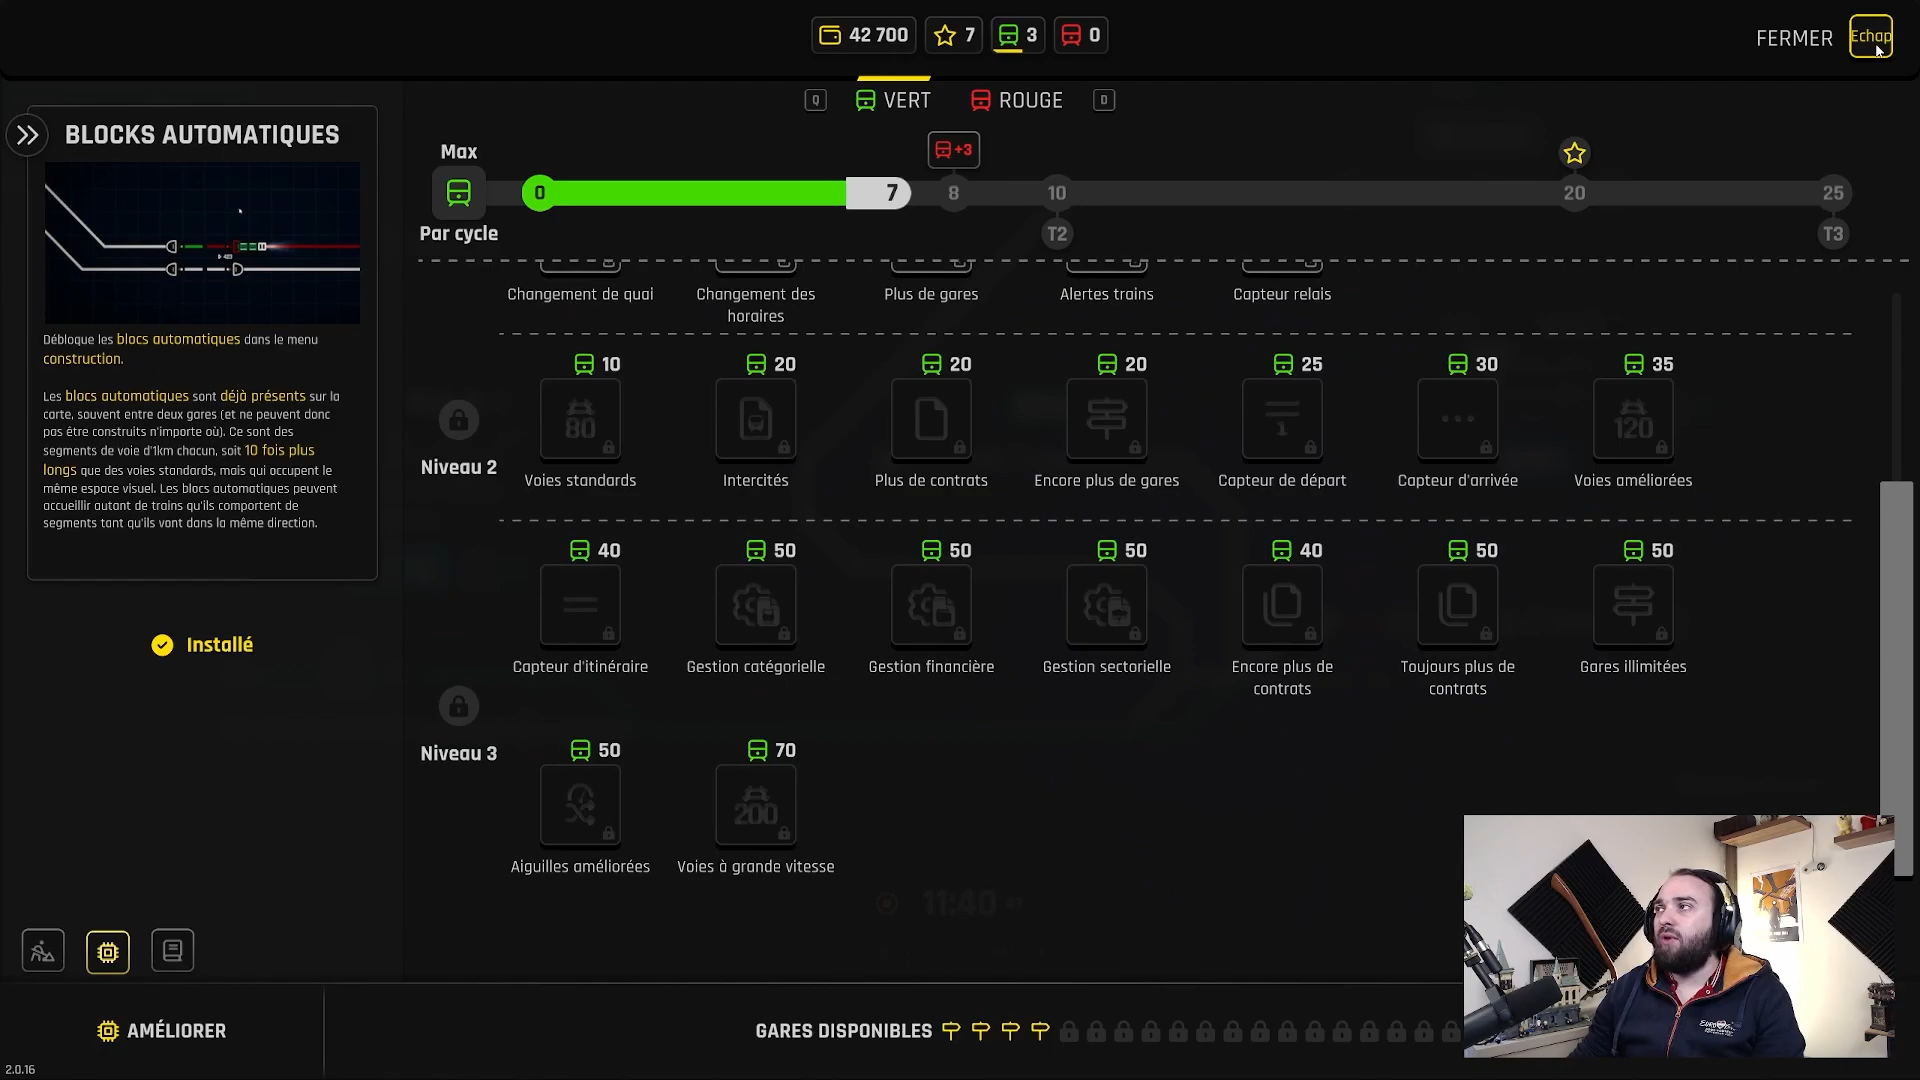 42 700
7
3
0
FERMER
Echap
Q
VERT
ROUGE
D
BLOCKS AUTOMATIQUES
Débloque les blocs automatiques dans le menu
construction.
Les blocs automatiques sont déjà présents sur la
carte, souvent entre deux gares (et ne peuvent donc
pas être construits n'importe où). Ce sont des
segments de voie d'1km chacun, soit 10 fois plus
longs que des voies standards, mais qui occupent le
même espace visuel. Les blocs automatiques peuvent
accueillir autant de trains qu'ils comportent de
segments tant qu'ils vont dans la même direction.
Installé
Max
+3
0
7
8
10
20
25
Par cycle
T2
T3
Changement de quai
Changement des
horaires
Plus de gares
Alertes trains
Capteur relais
Niveau 2
10
20
20
20
25
30
35
80
1
120
Voies standards
Intercités
Plus de contrats
Encore plus de gares
Capteur de départ
Capteur d'arrivée
Voies améliorées
40
50
50
50
40
50
50
Capteur d'itinéraire
Gestion catégorielle
Gestion financière
Gestion sectorielle
Encore plus de
contrats
Toujours plus de
contrats
Gares illimitées
Niveau 3
50
70
200
Aiguilles améliorées
Voies à grande vitesse
11:40
AMÉLIORER
GARES DISPONIBLES
2.0.16